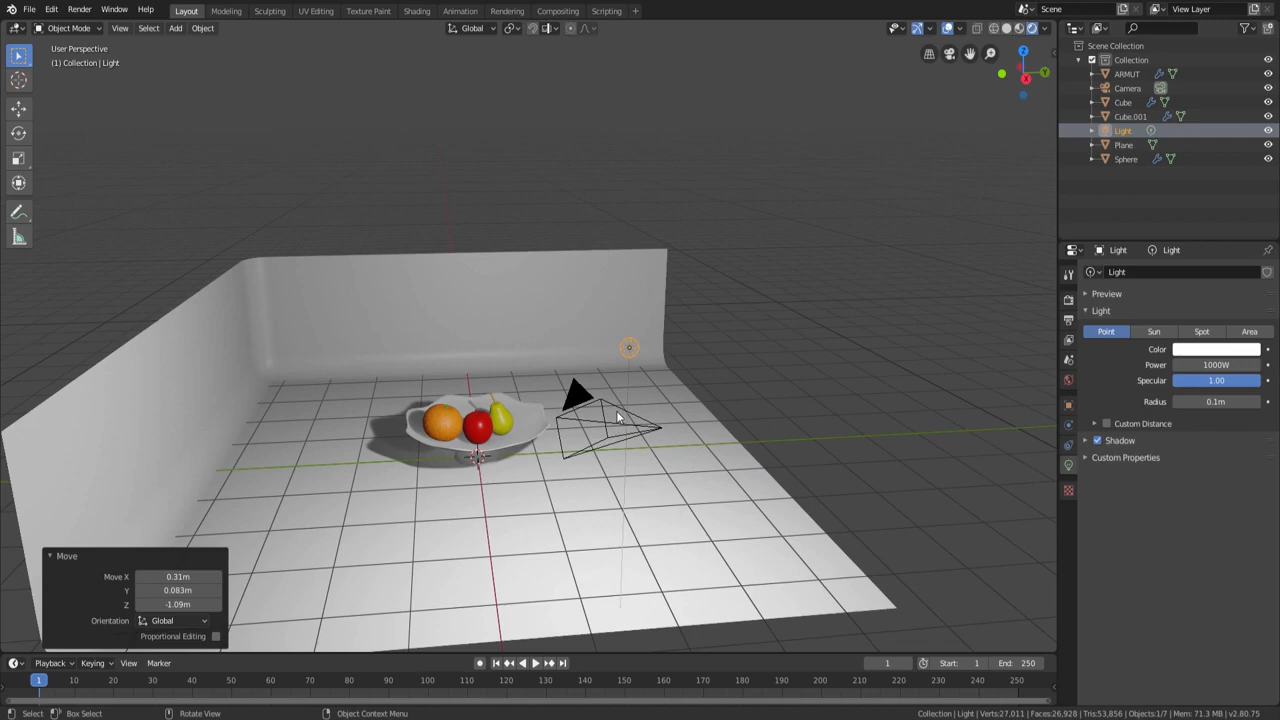 File Edit Render Window Help
Layout Modeling Sculpting UV Editing Texture Paint Shading Animation Rendering Compositing Scripting +
Scene View Layer
Object Mode View Select Add Object Global
User Perspective
(1) Collection | Light
X
Y
Z
Scene Collection
Collection
ARMUT
Camera
Cube
Cube.001
Light
Plane
Sphere
Light Light
Light
Preview
Light
Point Sun Spot Area
Color
Power 1000W
Specular 1.00
Radius 0.1m
Custom Distance
Shadow
Custom Properties
Move
Move X 0.31m
Y 0.083m
Z -1.09m
Orientation Global
Proportional Editing
Playback Keying View Marker 1 Start: 1 End: 250
1 10 20 30 40 50 60 70 80 90 100 110 120 130 140 150 160 170 180 190 200 210 220 230 240 250
Select Box Select Rotate View Object Context Menu Collection | Light | Verts:27,011 | Faces:26,928 | Tris:53,856 | Objects:1/7 | Mem: 71.3 MB | v2.80.75